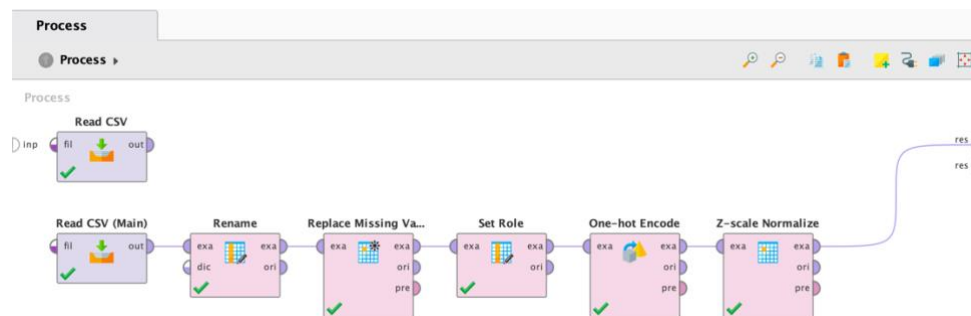 Process
Process
Process
Read CSV
inp fil out res
res
Read CSV (Main) Rename Replace Missing Va... Set Role One-hot Encode Z-scale Normalize
fil out exa exa exa exa exa exa exa exa exa exa
dic ori ori ori ori ori
pre pre pre